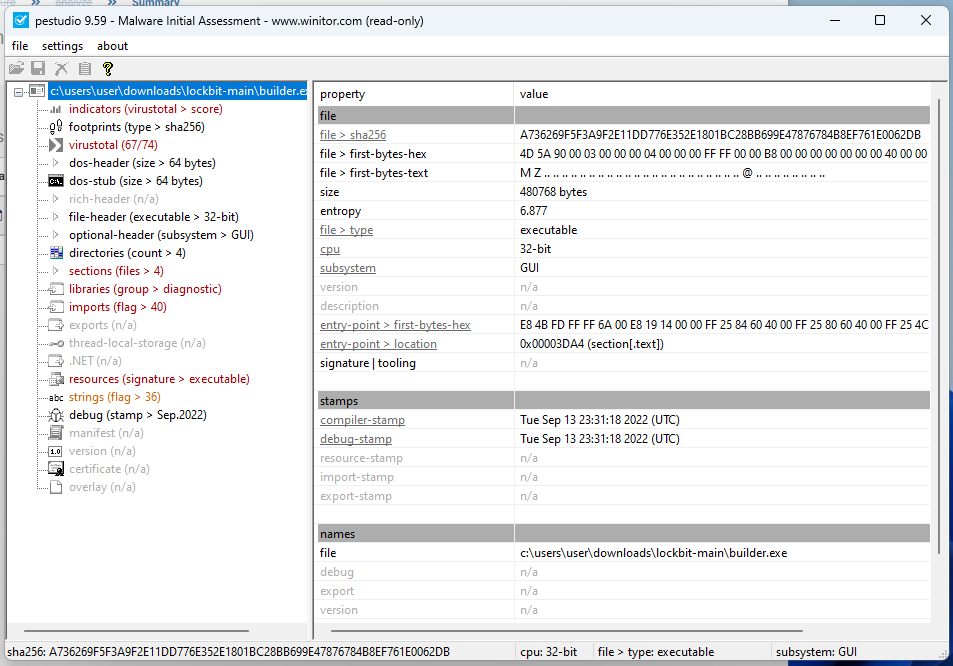 Summary
pestudio 9.59 - Malware Initial Assessment - www.winitor.com (read-only)
file settings about
c:\users\user\downloads\lockbit-main\builder.ex
indicators (virustotal > score)
footprints (type > sha256)
virustotal (67/74)
dos-header (size > 64 bytes)
dos-stub (size > 64 bytes)
rich-header (n/a)
file-header (executable > 32-bit)
optional-header (subsystem > GUI)
directories (count > 4)
sections (files > 4)
libraries (group > diagnostic)
imports (flag > 40)
exports (n/a)
thread-local-storage (n/a)
.NET (n/a)
resources (signature > executable)
abc strings (flag > 36)
debug (stamp > Sep.2022)
manifest (n/a)
1.0 version (n/a)
certificate (n/a)
overlay (n/a)
property value
file
file > sha256 A736269F5F3A9F2E11DD776E352E1801BC28BB699E47876784B8EF761E0062DB
file > first-bytes-hex 4D 5A 90 00 03 00 00 00 04 00 00 00 FF FF 00 00 B8 00 00 00 00 00 00 00 40 00 00
file > first-bytes-text M Z .. .. .. .. .. .. .. .. .. .. .. .. .. .. .. .. .. .. .. .. .. .. @ .. .. .. .. .. .. .. ..
size 480768 bytes
entropy 6.877
file > type executable
cpu 32-bit
subsystem GUI
version n/a
description n/a
entry-point > first-bytes-hex E8 4B FD FF FF 6A 00 E8 19 14 00 00 FF 25 84 60 40 00 FF 25 80 60 40 00 FF 25 4C
entry-point > location 0x00003DA4 (section[.text])
signature | tooling n/a
stamps
compiler-stamp Tue Sep 13 23:31:18 2022 (UTC)
debug-stamp Tue Sep 13 23:31:18 2022 (UTC)
resource-stamp n/a
import-stamp n/a
export-stamp n/a
names
file c:\users\user\downloads\lockbit-main\builder.exe
debug n/a
export n/a
version n/a
sha256: A736269F5F3A9F2E11DD776E352E1801BC28BB699E47876784B8EF761E0062DB cpu: 32-bit file > type: executable subsystem: GUI